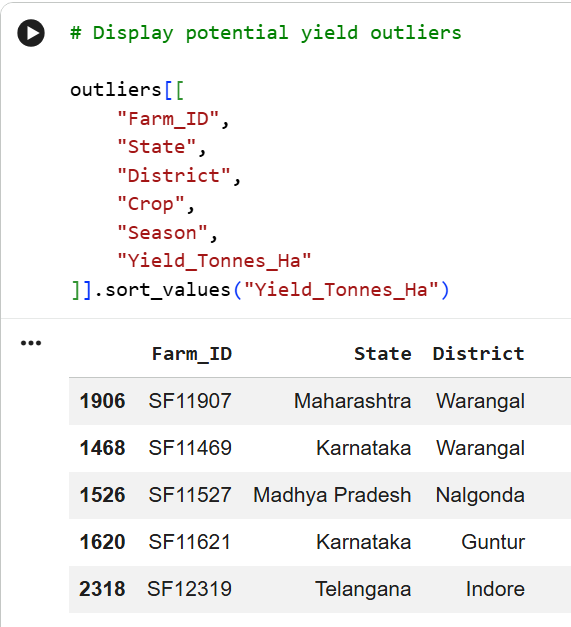 # Display potential yield outliers
outliers[[
"Farm_ID",
"State",
"District",
"Crop",
"Season",
"Yield_Tonnes_Ha"
]].sort_values("Yield_Tonnes_Ha")
Farm_ID State District
1906 SF11907 Maharashtra Warangal
1468 SF11469 Karnataka Warangal
1526 SF11527 Madhya Pradesh Nalgonda
1620 SF11621 Karnataka Guntur
2318 SF12319 Telangana Indore